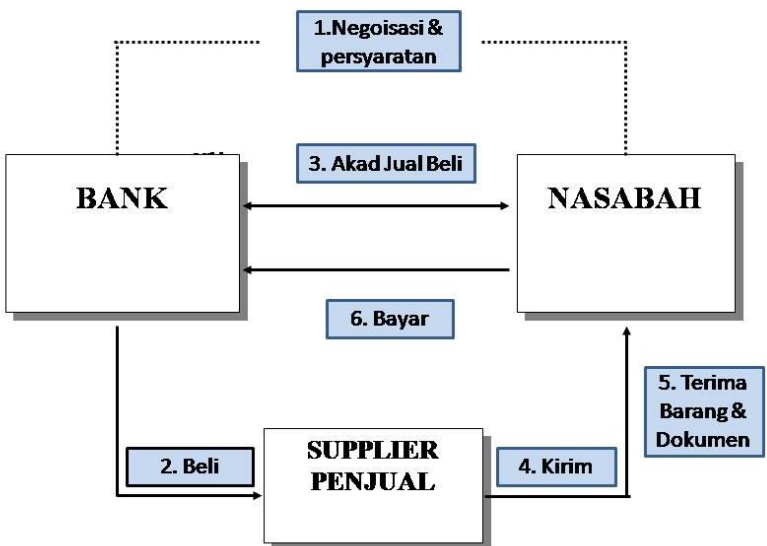 1.Negoisasi &
persyaratan
3. Akad Jual Beli
BANK
NASABAH
6. Bayar
5. Terima
Barang &
Dokumen
SUPPLIER
PENJUAL
2. Beli
4. Kirim